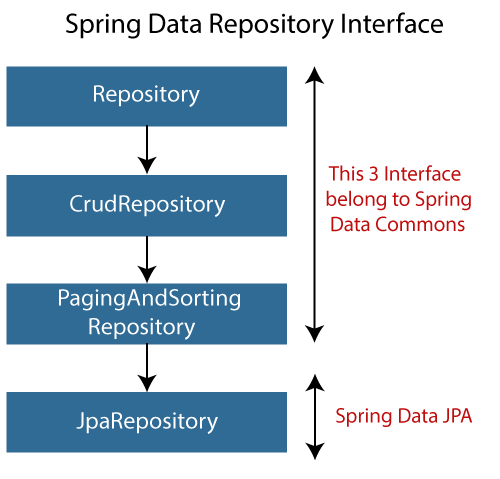 Spring Data Repository Interface
Repository
CrudRepository
PagingAndSorting
Repository
JpaRepository
This 3 Interface
belong to Spring
Data Commons
Spring Data JPA